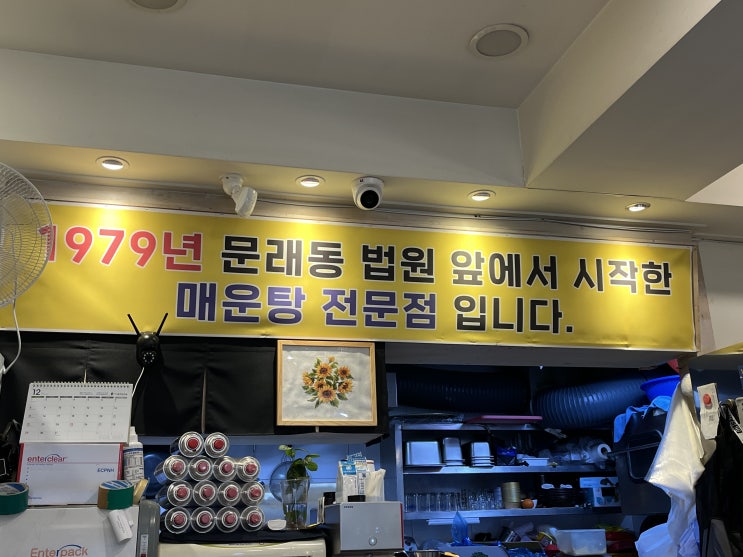 1979년 문래동 법원 앞에서 시작한
매운탕 전문점 입니다.
12
enterclear
ECPNH
Enterpack